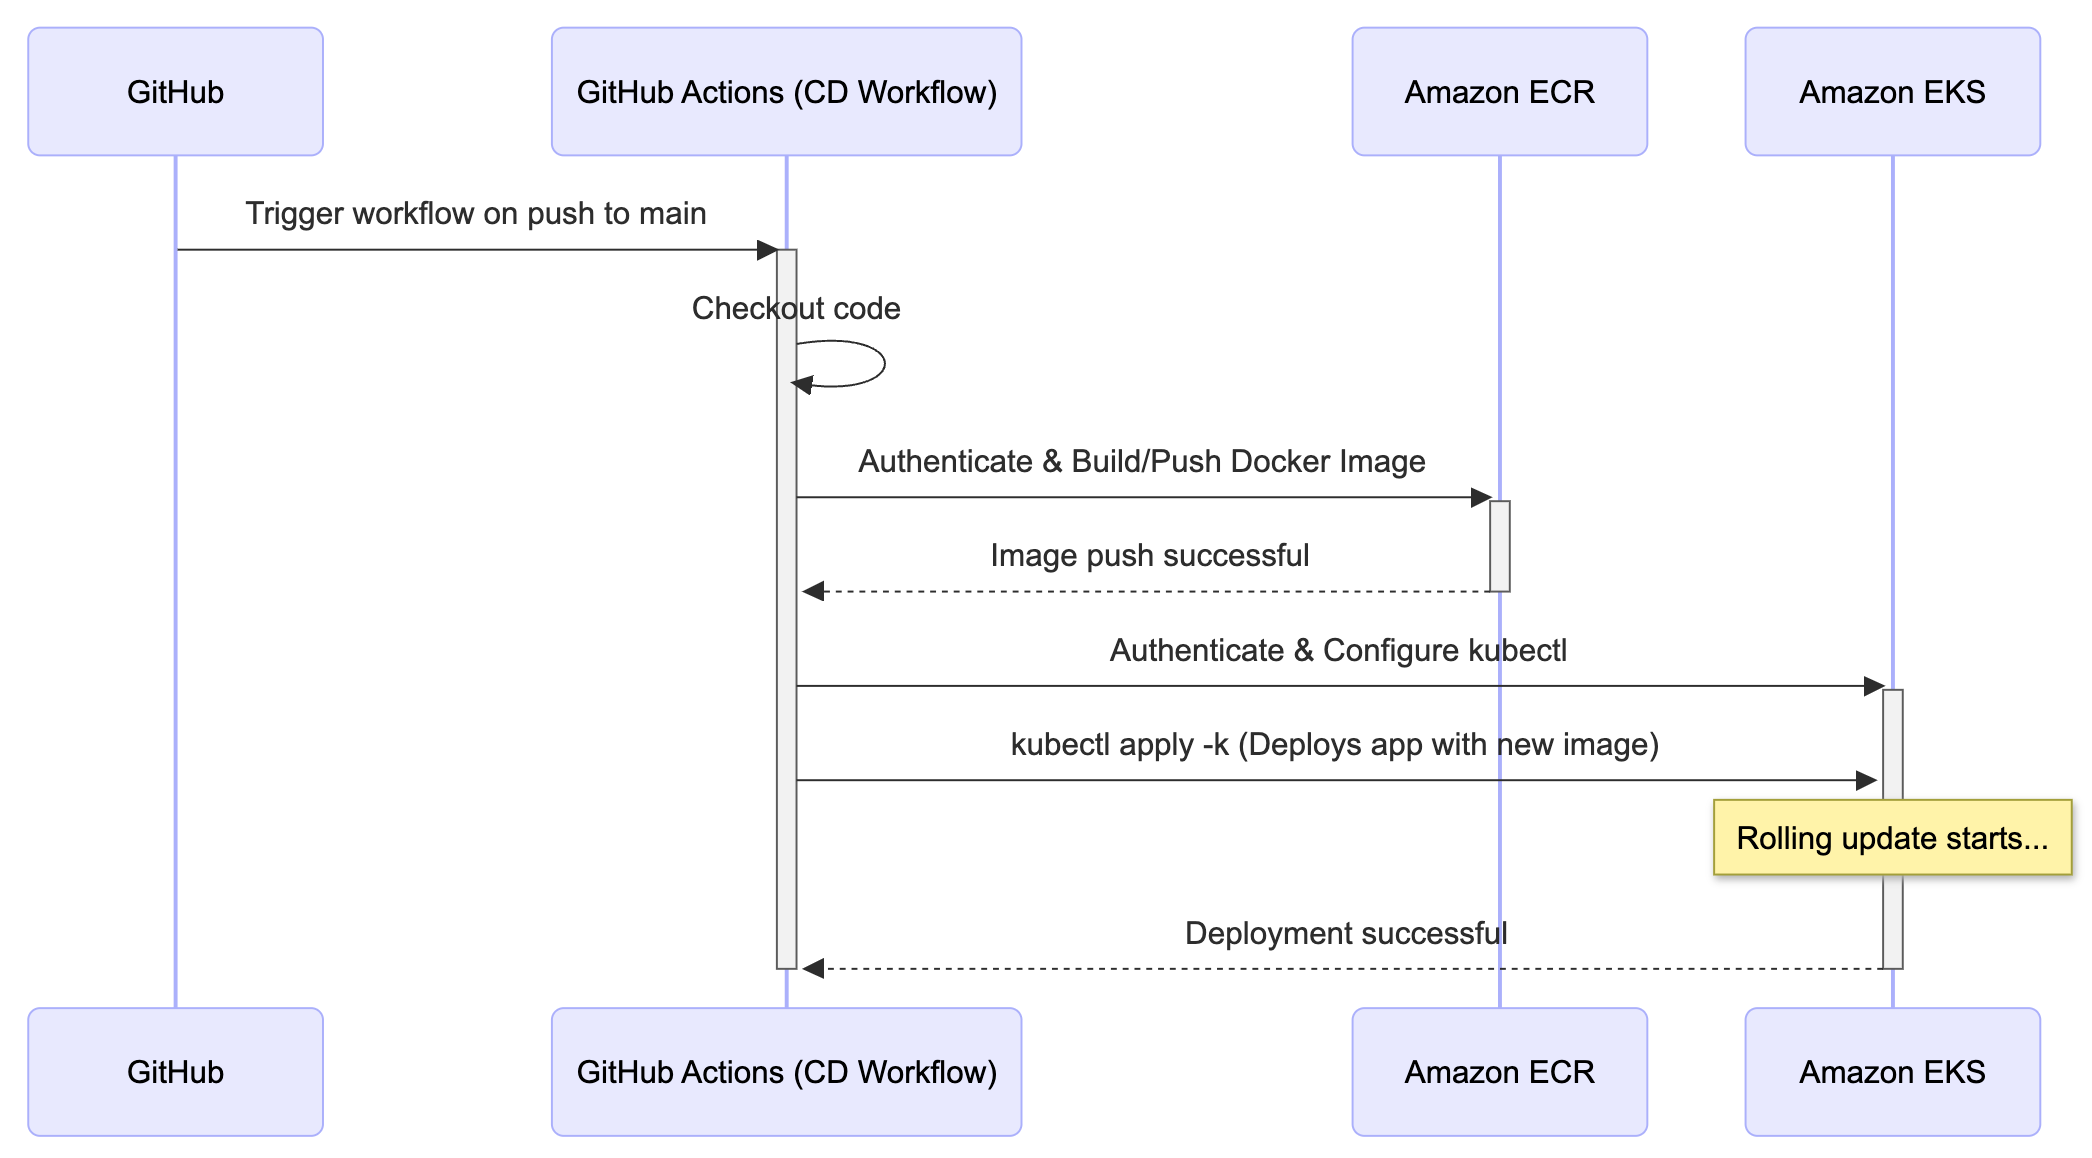 GitHub
GitHub Actions (CD Workflow)
Amazon ECR
Amazon EKS
Trigger workflow on push to main
Checkout code
Authenticate & Build/Push Docker Image
Image push successful
Authenticate & Configure kubectl
kubectl apply -k (Deploys app with new image)
Rolling update starts...
Deployment successful
GitHub
GitHub Actions (CD Workflow)
Amazon ECR
Amazon EKS